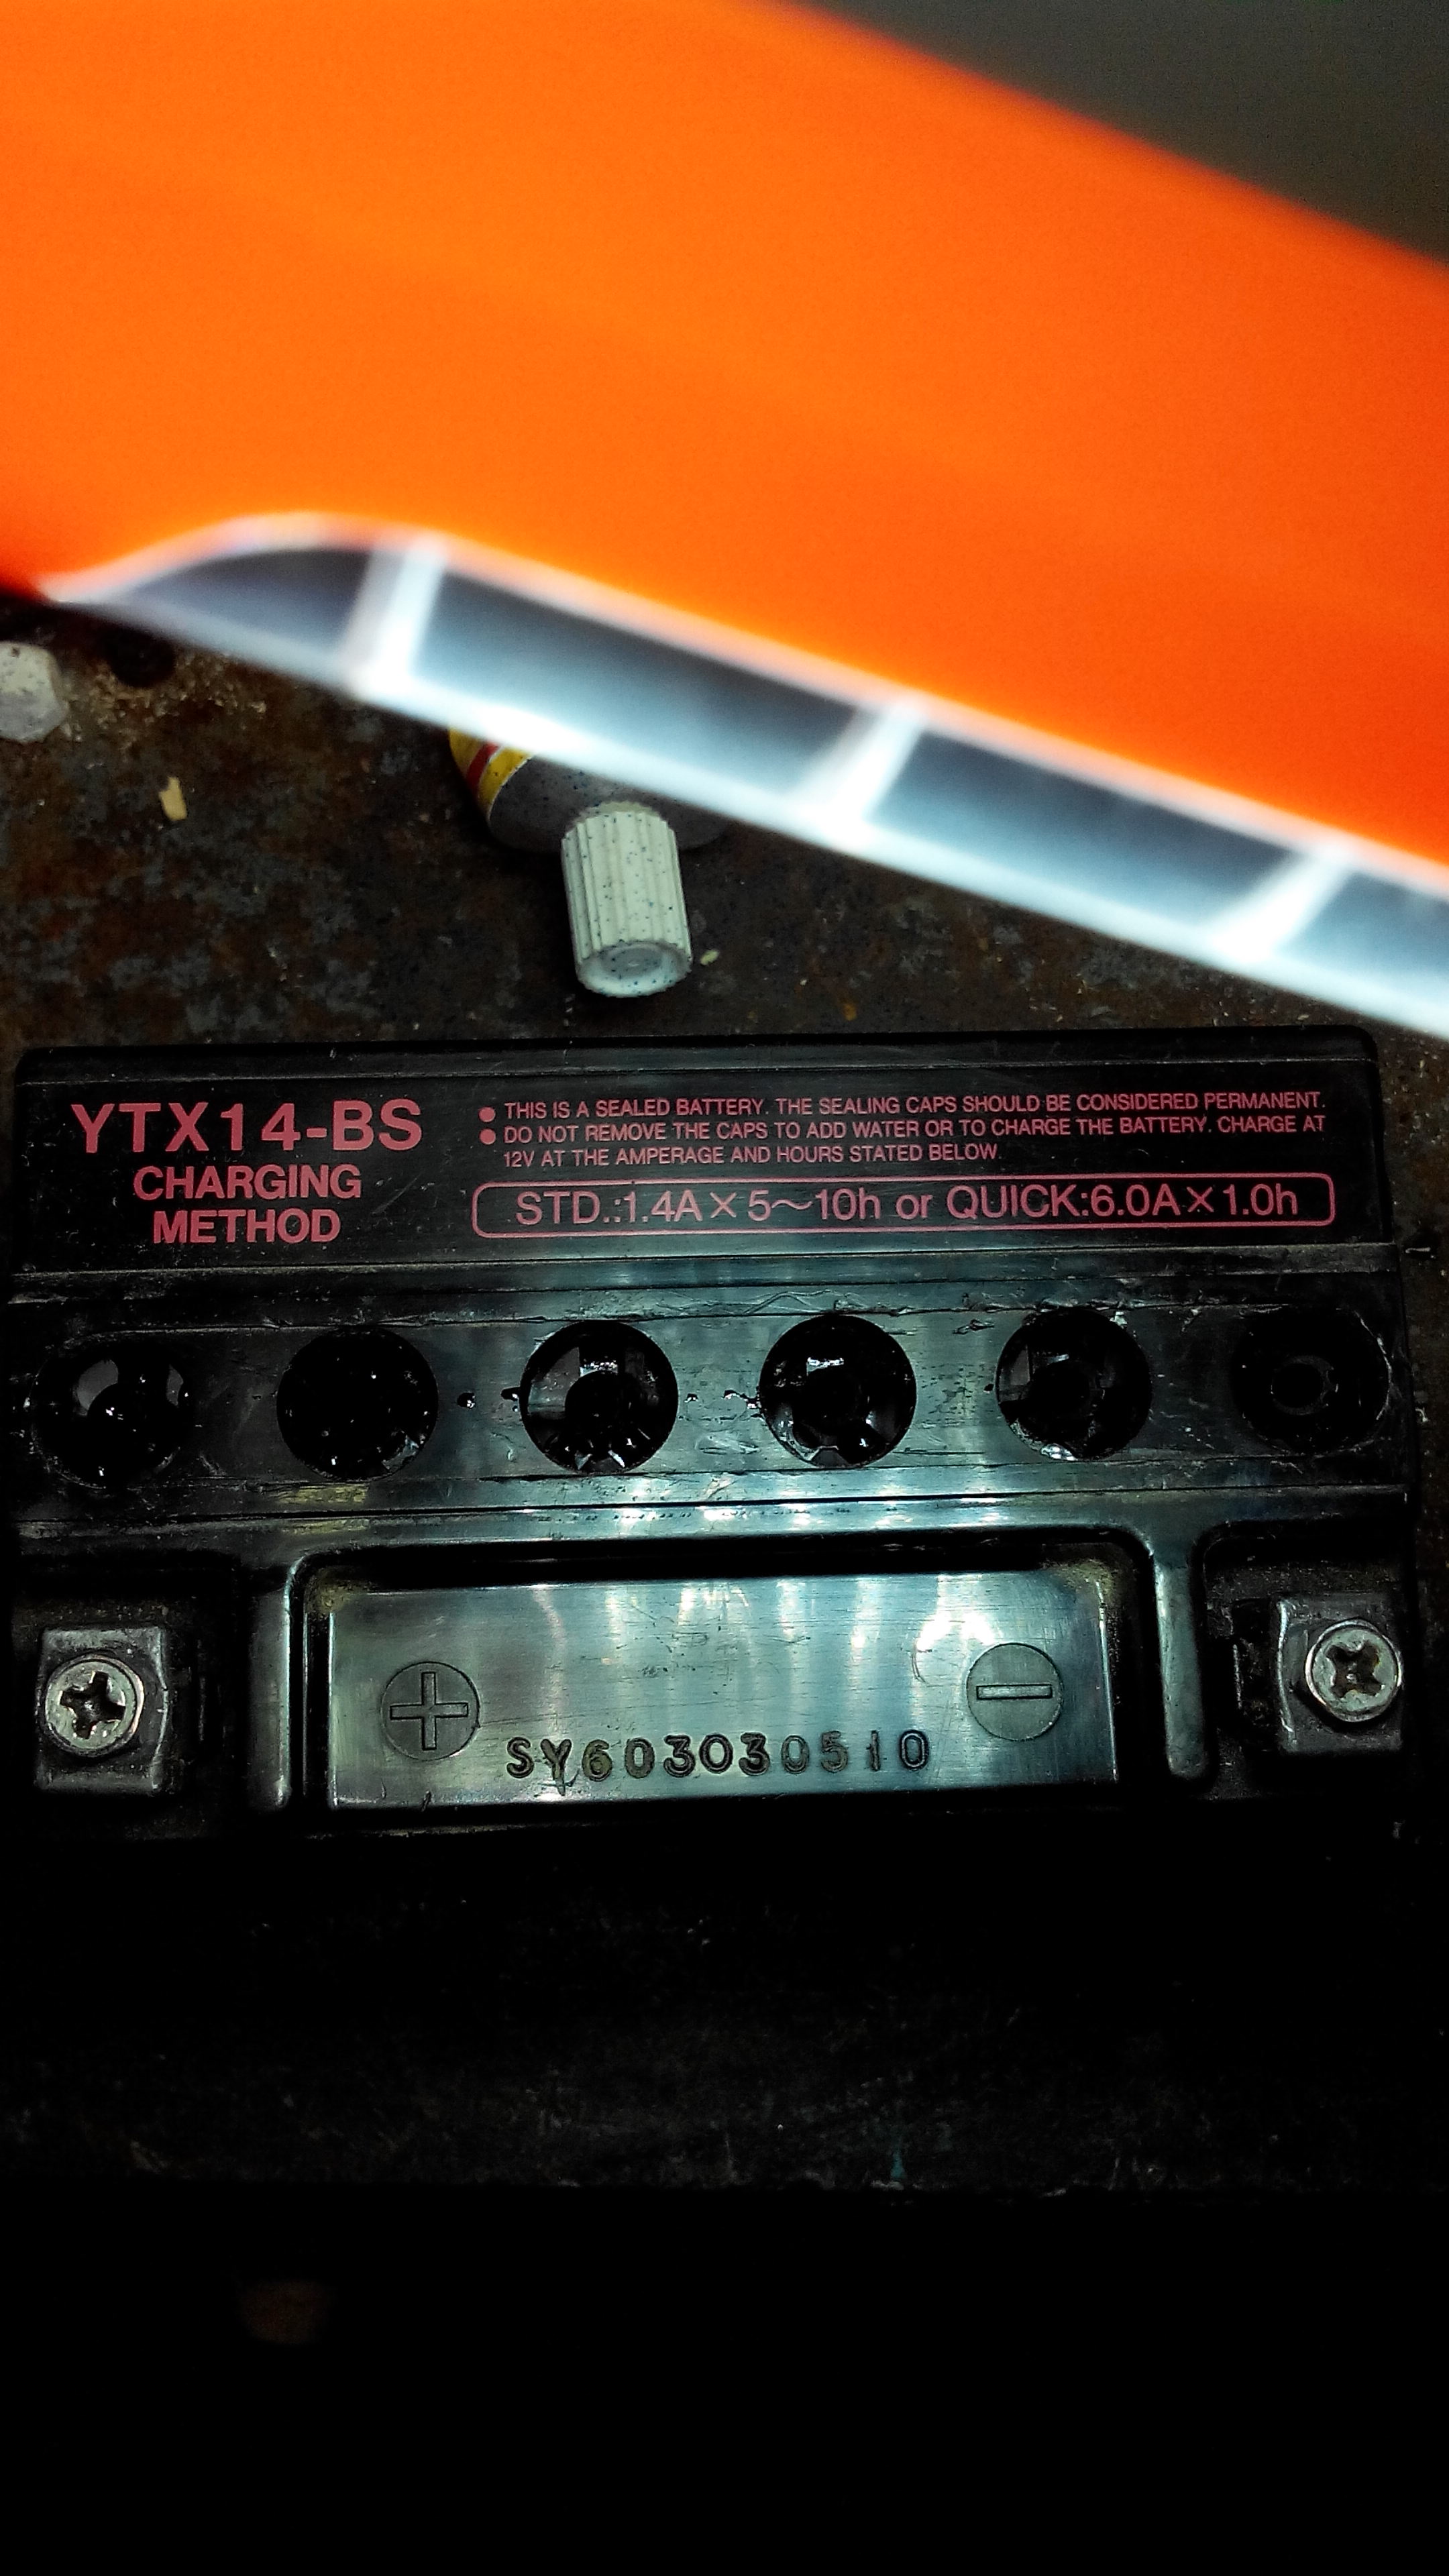 YTX14-BS
CHARGING
METHOD
● THIS IS A SEALED BATTERY. THE SEALING CAPS SHOULD BE CONSIDERED PERMANENT.
● DO NOT REMOVE THE CAPS TO ADD WATER OR TO CHARGE THE BATTERY. CHARGE AT
12V AT THE AMPERAGE AND HOURS STATED BELOW.
STD.:1.4A×5~10h or QUICK:6.0A×1.0h
+ −
SY603030510